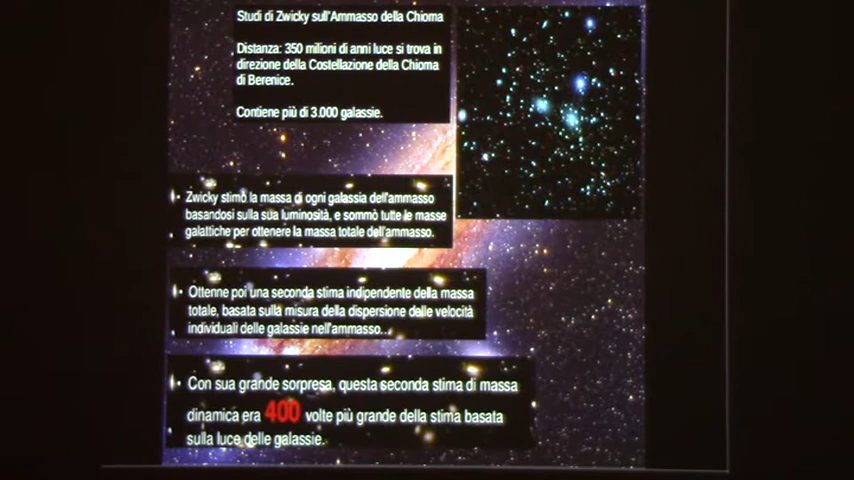 Studi di Zwicky sull'Ammasso della Chioma
Distanza: 350 milioni di anni luce si trova in
direzione della Costellazione della Chioma
di Berenice.
Contiene più di 3.000 galassie.
• Zwicky stimò la massa di ogni galassia dell'ammasso
basandosi sulla sua luminosità, e sommò tutte le masse
galattiche per ottenere la massa totale dell'ammasso.
• Ottenne poi una seconda stima indipendente della massa
totale, basata sulla misura della dispersione delle velocità
individuali delle galassie nell'ammasso...
• Con sua grande sorpresa, questa seconda stima di massa
dinamica era 400 volte più grande della stima basata
sulla luce delle galassie.